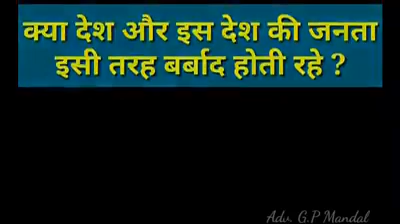 क्या देश और इस देश की जनता
इसी तरह बर्बाद होती रहे ?
Adv. G.P Mandal